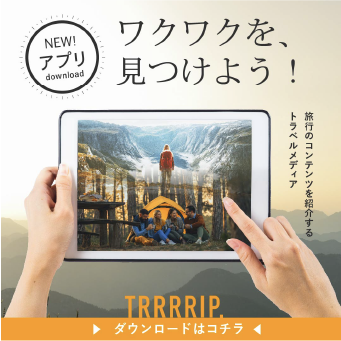 NEW!
アプリ
download
ワクワクを、
見つけよう！
旅行のコンテンツを紹介する
トラベルメディア
TRRRRIP.
▶ ダウンロードはコチラ ◀